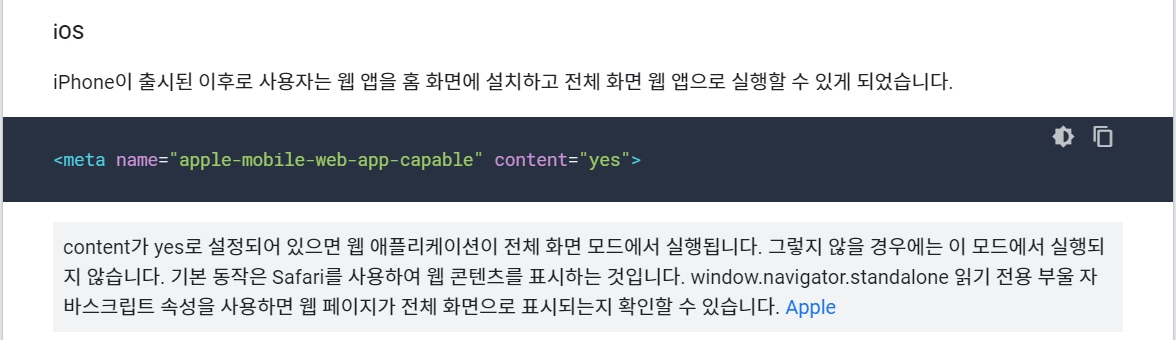 iOS
iPhone이 출시된 이후로 사용자는 웹 앱을 홈 화면에 설치하고 전체 화면 웹 앱으로 실행할 수 있게 되었습니다.
<meta name="apple-mobile-web-app-capable" content="yes">
content가 yes로 설정되어 있으면 웹 애플리케이션이 전체 화면 모드에서 실행됩니다. 그렇지 않을 경우에는 이 모드에서 실행되
지 않습니다. 기본 동작은 Safari를 사용하여 웹 콘텐츠를 표시하는 것입니다. window.navigator.standalone 읽기 전용 부울 자
바스크립트 속성을 사용하면 웹 페이지가 전체 화면으로 표시되는지 확인할 수 있습니다. Apple